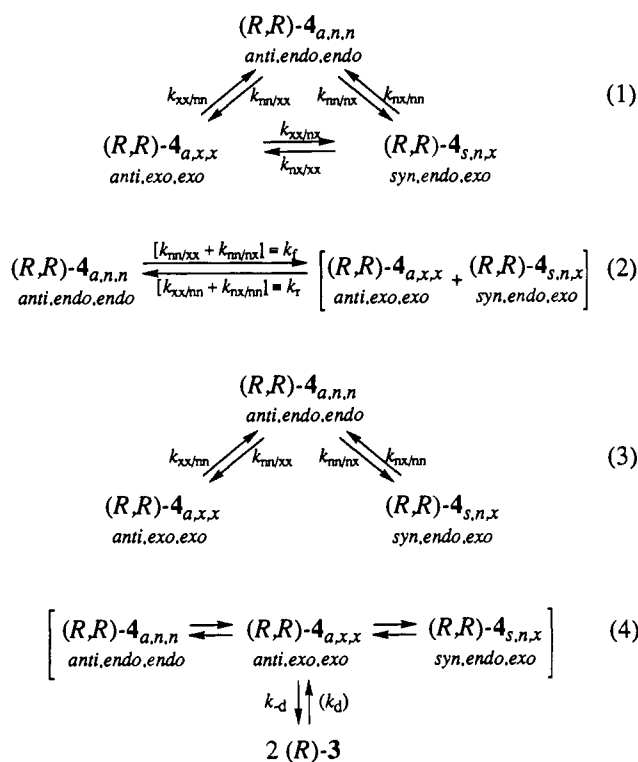 (R,R)-4a,n,n
anti,endo,endo
kxx/nn knn/xx knn/nx knx/nn (1)
(R,R)-4a,x,x kxx/nx (R,R)-4s,n,x
anti,exo,exo knx/xx syn,endo,exo
(R,R)-4a,n,n [knn/xx + knn/nx] = kf [(R,R)-4a,x,x + (R,R)-4s,n,x] (2)
anti,endo,endo [kxx/nn + knx/nn] = kr anti,exo,exo syn,endo,exo
(R,R)-4a,n,n
anti,endo,endo
kxx/nn knn/xx knn/nx knx/nn (3)
(R,R)-4a,x,x (R,R)-4s,n,x
anti,exo,exo syn,endo,exo
[(R,R)-4a,n,n (R,R)-4a,x,x (R,R)-4s,n,x] (4)
anti,endo,endo anti,exo,exo syn,endo,exo
k-d (kd)
2 (R)-3